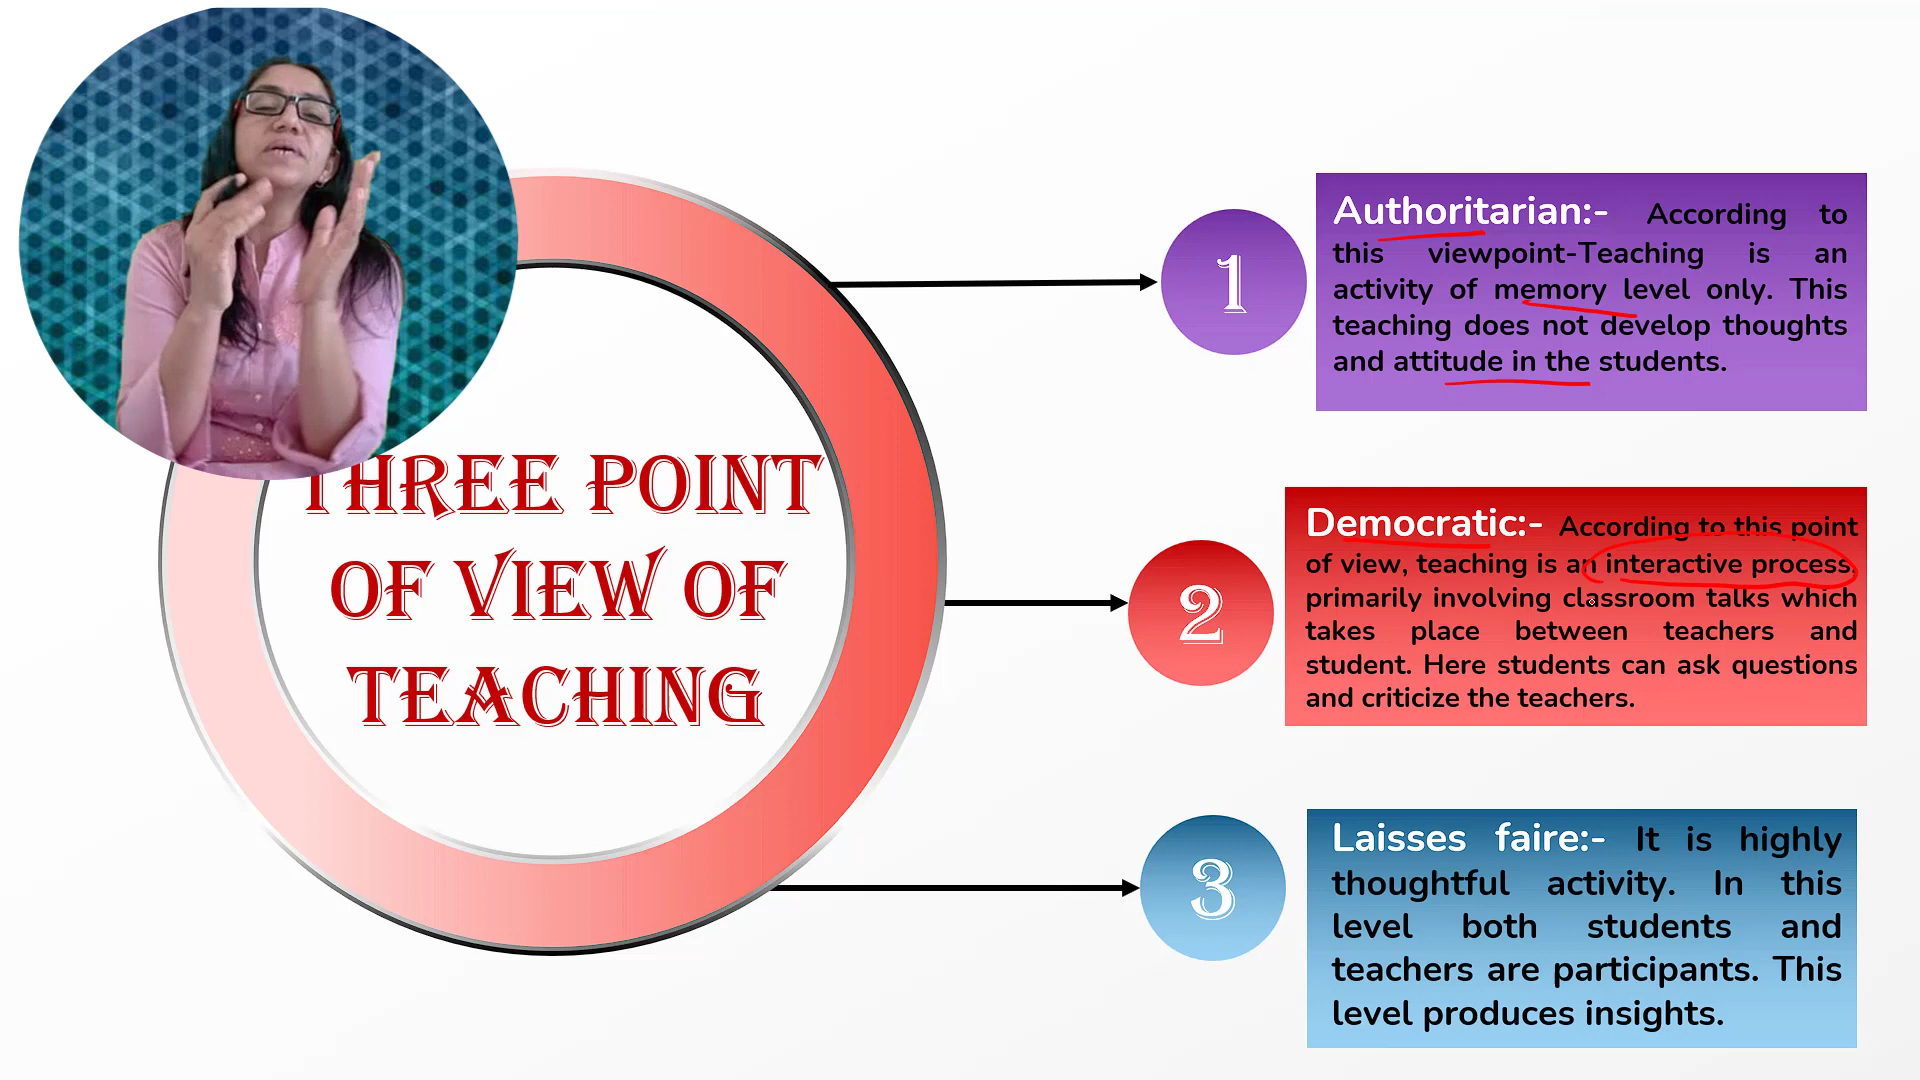 THREE POINT
OF VIEW OF
TEACHING
1
Authoritarian:- According to
this viewpoint-Teaching is an
activity of memory level only. This
teaching does not develop thoughts
and attitude in the students.
2
Democratic:- According to this point
of view, teaching is an interactive process,
primarily involving classroom talks which
takes place between teachers and
student. Here students can ask questions
and criticize the teachers.
3
Laisses faire:- It is highly
thoughtful activity. In this
level both students and
teachers are participants. This
level produces insights.